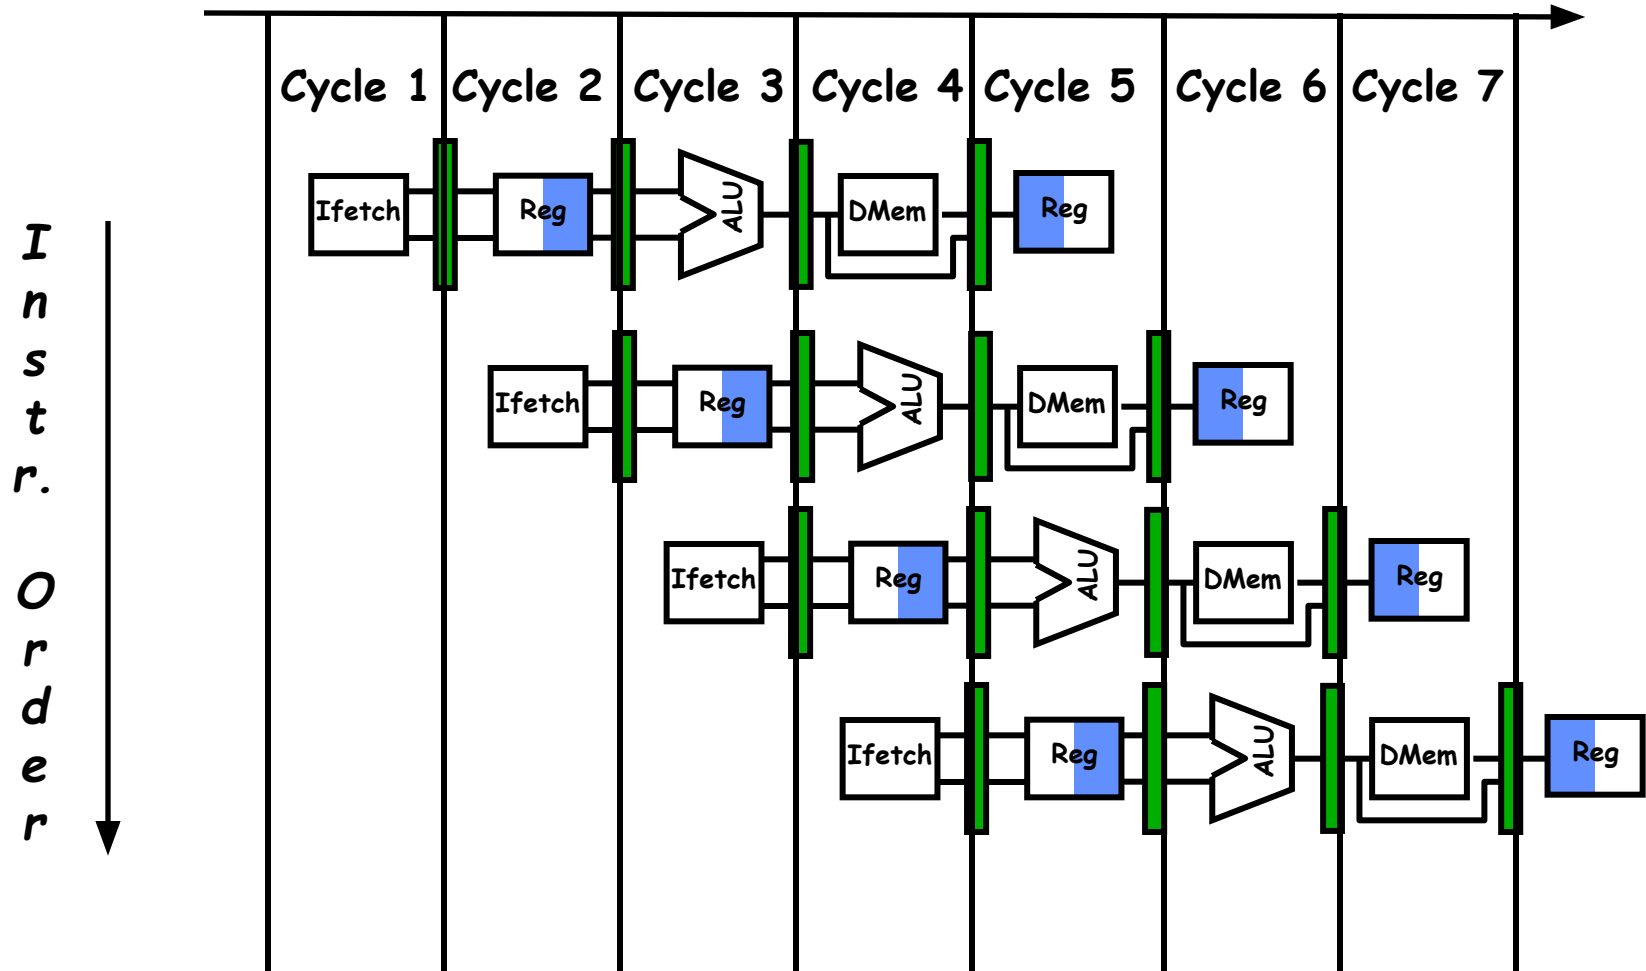 Cycle 1 Cycle 2 Cycle 3 Cycle 4 Cycle 5 Cycle 6 Cycle 7
Ifetch Reg ALU DMem Reg
Ifetch Reg ALU DMem Reg
Ifetch Reg ALU DMem Reg
Ifetch Reg ALU DMem Reg
I
n
s
t
r.
O
r
d
e
r